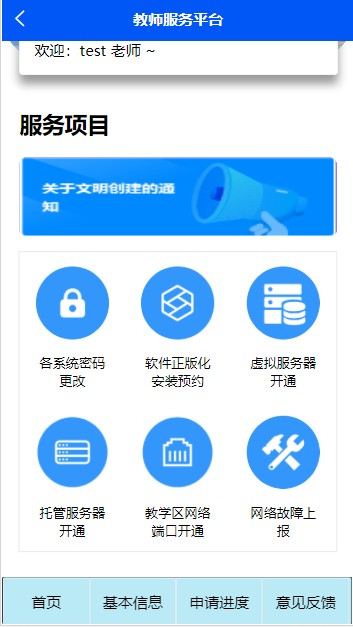 教师服务平台
欢迎：test 老师 ~
服务项目
关于文明创建的通
知
各系统密码
更改
软件正版化
安装预约
虚拟服务器
开通
托管服务器
开通
教学区网络
端口开通
网络故障上
报
首页
基本信息
申请进度
意见反馈